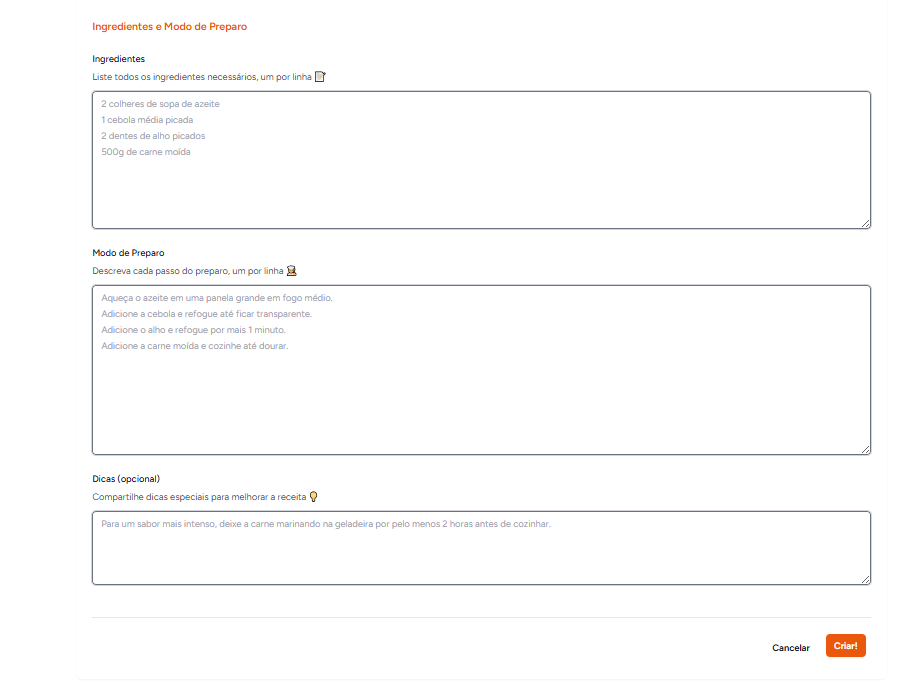 Ingredientes e Modo de Preparo
Ingredientes
Liste todos os ingredientes necessários, um por linha 📝
2 colheres de sopa de azeite
1 cebola média picada
2 dentes de alho picados
500g de carne moída
Modo de Preparo
Descreva cada passo do preparo, um por linha 👩‍🍳
Aqueça o azeite em uma panela grande em fogo médio.
Adicione a cebola e refogue até ficar transparente.
Adicione o alho e refogue por mais 1 minuto.
Adicione a carne moída e cozinhe até dourar.
Dicas (opcional)
Compartilhe dicas especiais para melhorar a receita 💡
Para um sabor mais intenso, deixe a carne marinando na geladeira por pelo menos 2 horas antes de cozinhar.
Cancelar
Criar!